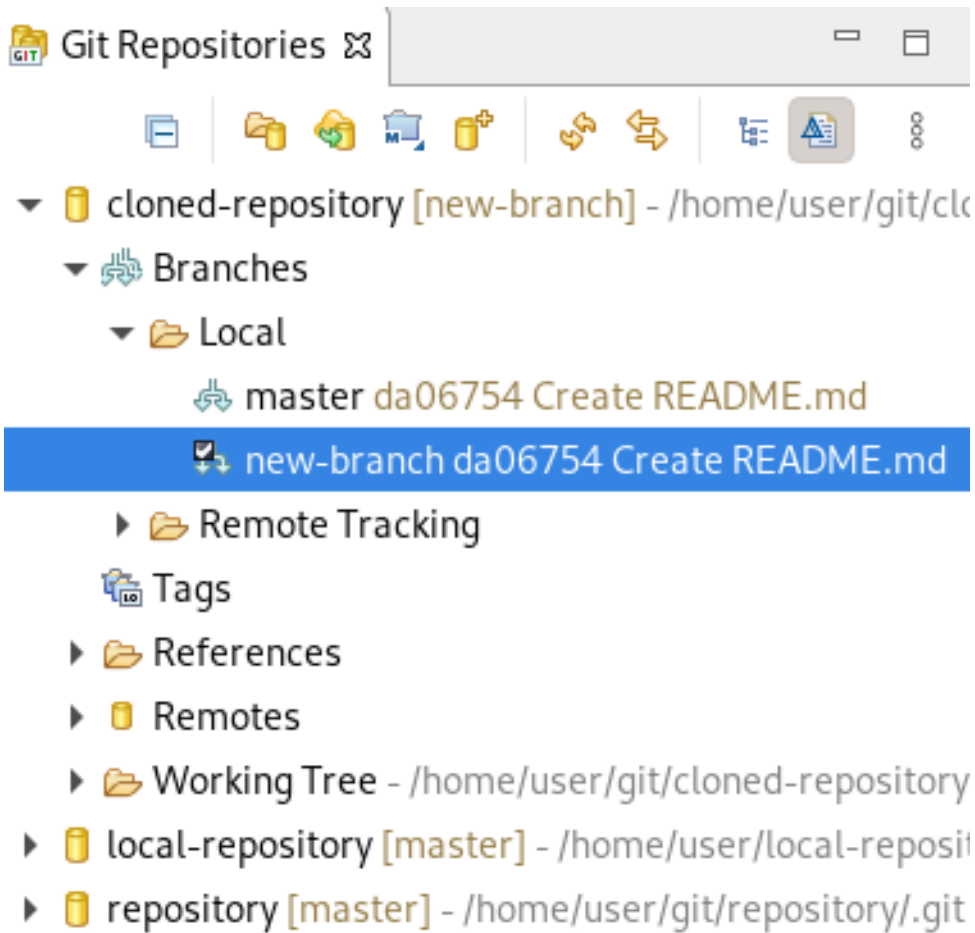 Git Repositories
cloned-repository [new-branch] - /home/user/git/clo
Branches
Local
master da06754 Create README.md
new-branch da06754 Create README.md
Remote Tracking
Tags
References
Remotes
Working Tree - /home/user/git/cloned-repository
local-repository [master] - /home/user/local-reposit
repository [master] - /home/user/git/repository/.git